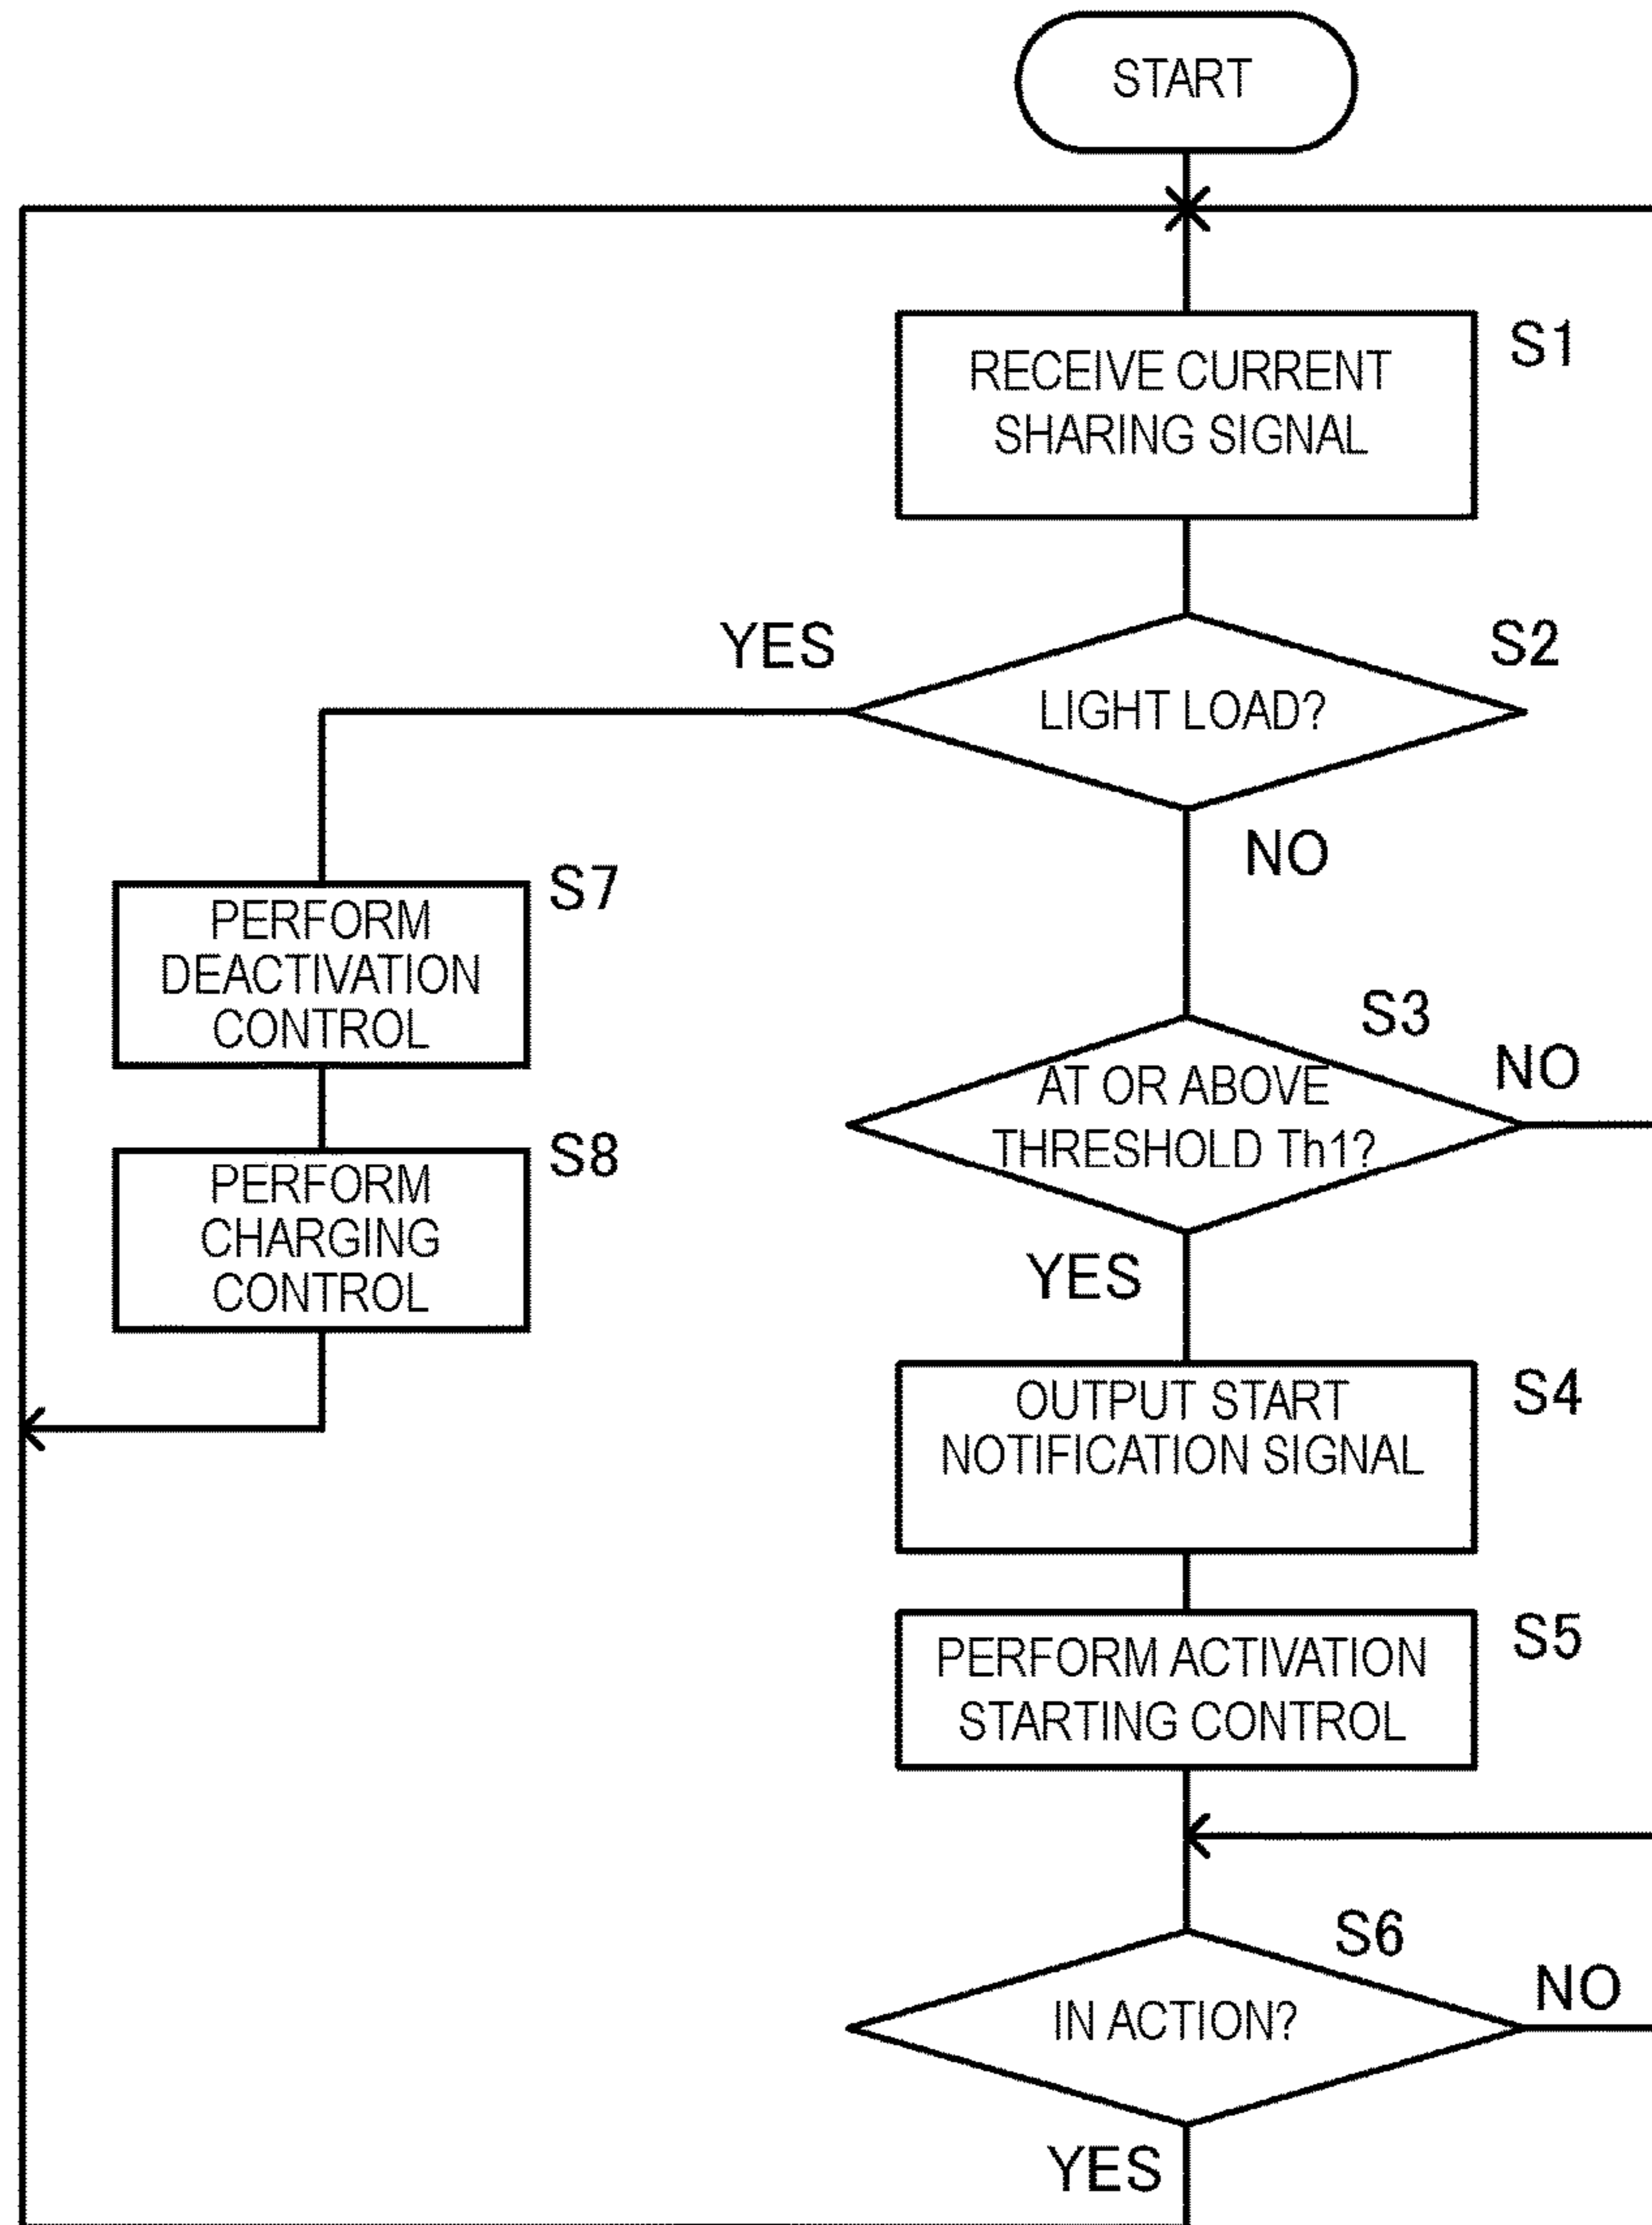 START
RECEIVE CURRENT
SHARING SIGNAL
S1
YES
LIGHT LOAD?
S2
NO
PERFORM
DEACTIVATION
CONTROL
S7
PERFORM
CHARGING
CONTROL
S8
AT OR ABOVE
THRESHOLD Th1?
S3
NO
YES
OUTPUT START
NOTIFICATION SIGNAL
S4
PERFORM ACTIVATION
STARTING CONTROL
S5
IN ACTION?
S6
NO
YES